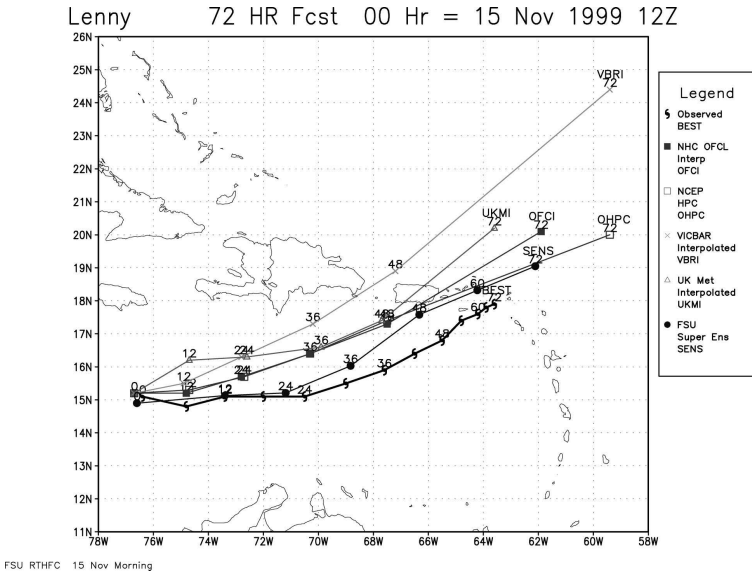 Lenny 72 HR Fcst 00 Hr = 15 Nov 1999 12Z
26N
25N
24N
23N
22N
21N
20N
19N
18N
17N
16N
15N
14N
13N
12N
11N
78W 76W 74W 72W 70W 68W 66W 64W 62W 60W 58W
VBRI
72
UKMI
72
OFCI
72
OHPC
72
SENS
72
BEST
72
60
60
48
48
48
48
36
36
36
36
36
24
24
24
24
12
12
12
12
0
Legend
Observed
BEST
NHC OFCL
Interp
OFCI
NCEP
HPC
OHPC
VICBAR
Interpolated
VBRI
UK Met
Interpolated
UKMI
FSU
Super Ens
SENS
FSU RTHFC 15 Nov Morning